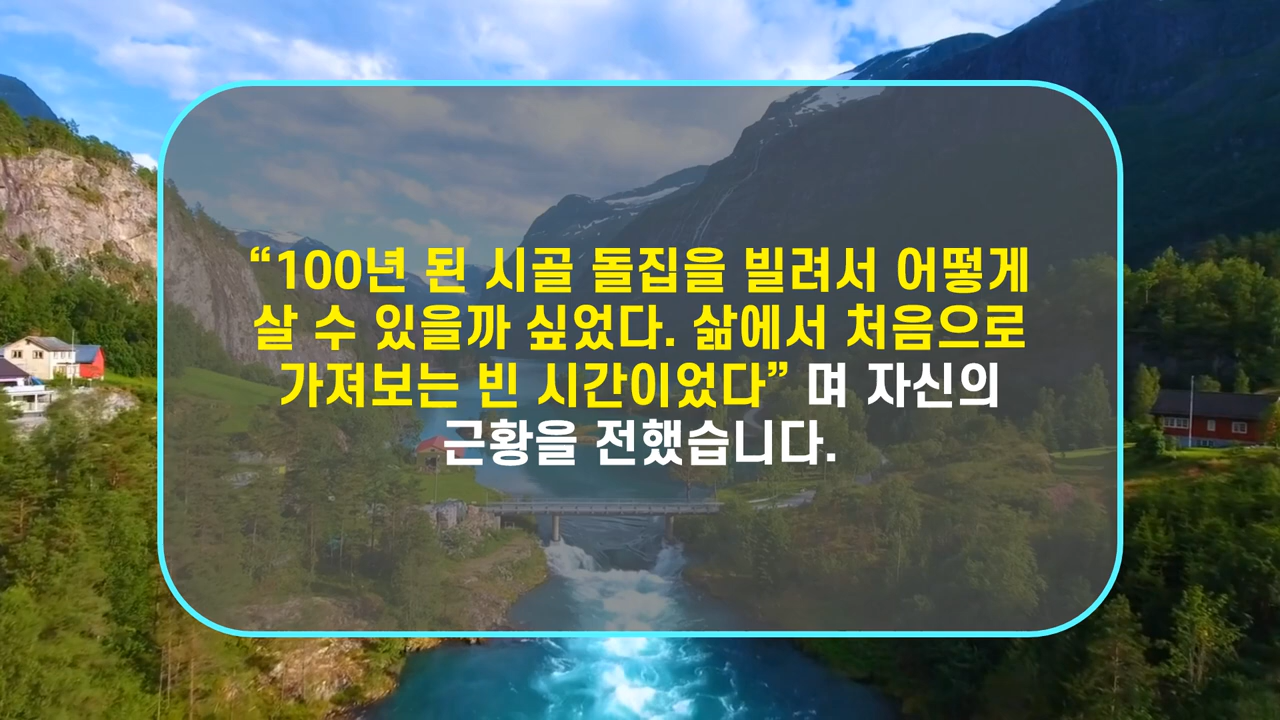 “100년 된 시골 돌집을 빌려서 어떻게
살 수 있을까 싶었다. 삶에서 처음으로
가져보는 빈 시간이었다” 며 자신의
근황을 전했습니다.